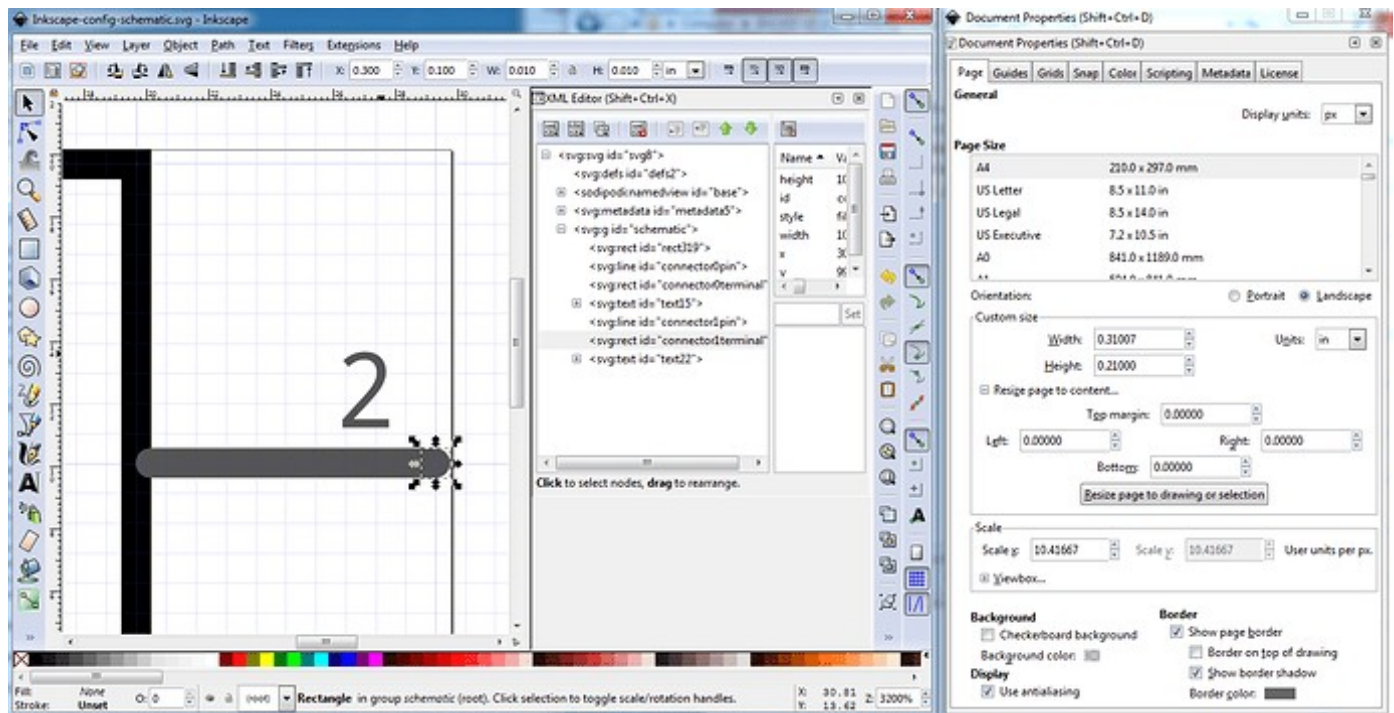 Inkscape-config-schematic.svg - Inkscape
File Edit View Layer Object Path Text Filters Extensions Help
X: 0.300 Y: 0.100 W: 0.010 H: 0.010 in
XML Editor (Shift+Ctrl+X)
<svg:svg id="svg8">
<svg:defs id="defs2">
<sodipodi:namedview id="base">
<svg:metadata id="metadata5">
<svg:g id="schematic">
<svg:rect id="rect319">
<svg:line id="connector0pin">
<svg:rect id="connector0terminal"
<svg:text id="text15">
<svg:line id="connector1pin">
<svg:rect id="connector1terminal"
<svg:text id="text22">
Name
height 10
id
style
width 10
x
Set
Click to select nodes, drag to rearrange.
2
Fill: None
Stroke: Unset
O: 0
(root)
Rectangle in group schematic (root). Click selection to toggle scale/rotation handles.
X: 30.81
Y: 13.62
Z: 3200%
Document Properties (Shift+Ctrl+D)
Document Properties (Shift+Ctrl+D)
Page Guides Grids Snap Color Scripting Metadata License
General
Display units: px
Page Size
A4 210.0 x 297.0 mm
US Letter 8.5 x 11.0 in
US Legal 8.5 x 14.0 in
US Executive 7.2 x 10.5 in
A0 841.0 x 1189.0 mm
A1 594.0 x 841.0 mm
Orientation: Portrait Landscape
Custom size
Width: 0.31007 Units: in
Height: 0.21000
Resize page to content...
Top margin: 0.00000
Left: 0.00000 Right: 0.00000
Bottom: 0.00000
Resize page to drawing or selection
Scale
Scale x: 10.41667 Scale y: 10.41667 User units per px.
Viewbox...
Background
Checkerboard background
Background color:
Display
Use antialiasing
Border
Show page border
Border on top of drawing
Show border shadow
Border color: